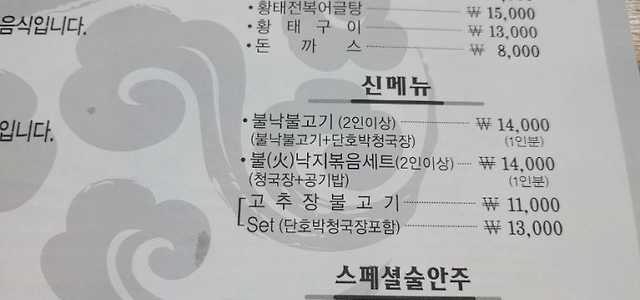 음식입니다.
입니다.
• 황태전복어글탕 ₩ 15,000
• 황태구이 ₩ 13,000
• 돈까스 ₩ 8,000
신메뉴
• 불낙불고기 (2인이상) ₩ 14,000
(불낙불고기+단호박청국장) (1인분)
• 불(火)낙지볶음세트(2인이상) ₩ 14,000
(청국장+공기밥) (1인분)
고추장불고기 ₩ 11,000
Set (단호박청국장포함) ₩ 13,000
스페셜술안주